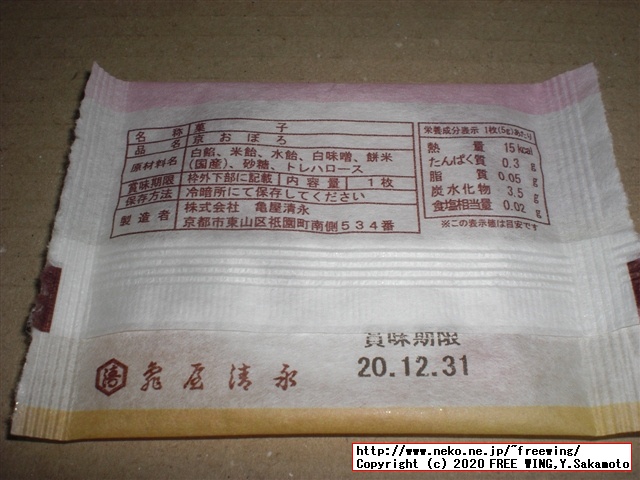 名称 菓子
品名 京おぼろ
原材料名 白餡、米飴、水飴、白味噌、餅米
(国産)、砂糖、トレハロース
賞味期限 枠外下部に記載 内容量 1枚
保存方法 冷暗所にて保存してください
製造者 株式会社 亀屋清永
京都市東山区祇園町南側534番
栄養成分表示 1枚(5g)あたり
熱量 15kcal
たんぱく質 0.3 g
脂質 0.05 g
炭水化物 3.5 g
食塩相当量 0.02 g
※この表示値は目安です
賞味期限
20.12.31
亀屋清永
http://www.neko.ne.jp/~freewing/
Copyright (c) 2020 FREE WING,Y.Sakamoto